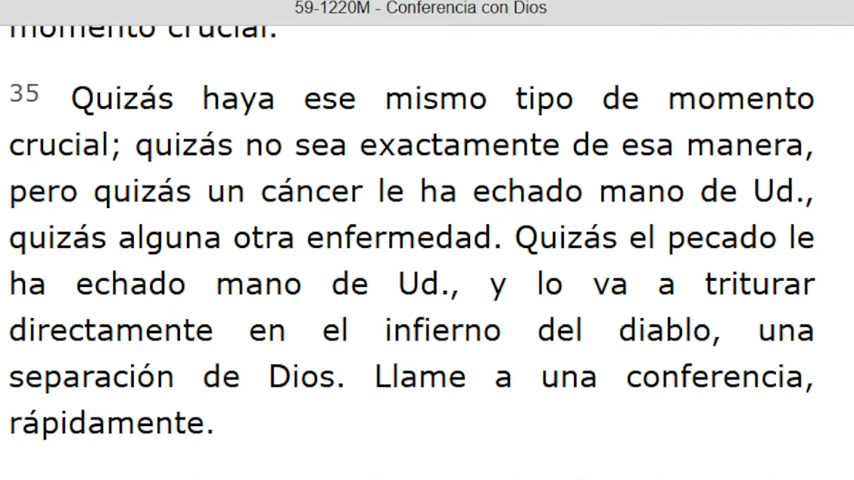 59-1220M - Conferencia con Dios
momento crucial.
35 Quizás haya ese mismo tipo de momento
crucial; quizás no sea exactamente de esa manera,
pero quizás un cáncer le ha echado mano de Ud.,
quizás alguna otra enfermedad. Quizás el pecado le
ha echado mano de Ud., y lo va a triturar
directamente en el infierno del diablo, una
separación de Dios. Llame a una conferencia,
rápidamente.